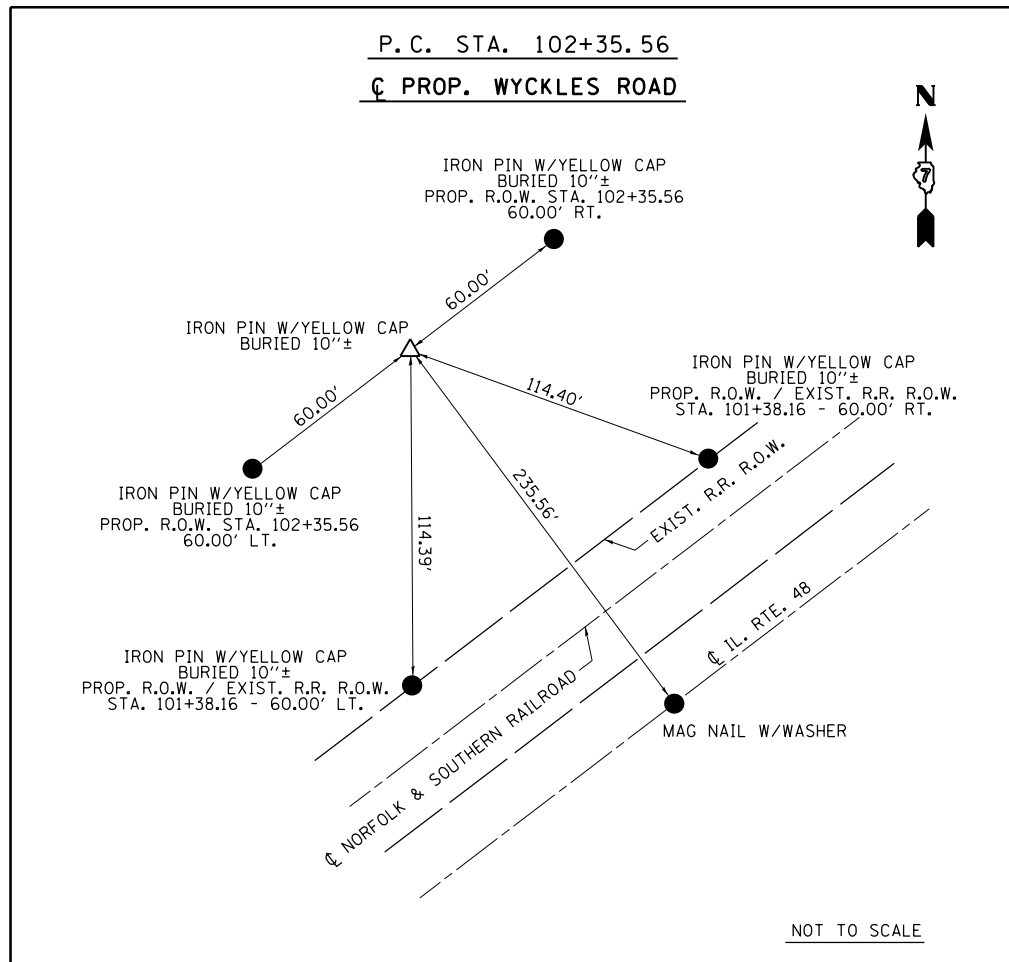 P.C. STA. 102+35.56
℄ PROP. WYCKLES ROAD
N
7
IRON PIN W/YELLOW CAP
BURIED 10"±
PROP. R.O.W. STA. 102+35.56
60.00' RT.
60.00'
IRON PIN W/YELLOW CAP
BURIED 10"±
IRON PIN W/YELLOW CAP
BURIED 10"±
PROP. R.O.W. / EXIST. R.R. R.O.W.
STA. 101+38.16 - 60.00' RT.
114.40'
60.00'
235.56'
EXIST. R.R. R.O.W.
IRON PIN W/YELLOW CAP
BURIED 10"±
PROP. R.O.W. STA. 102+35.56
60.00' LT.
114.39'
℄ IL. RTE. 48
IRON PIN W/YELLOW CAP
BURIED 10"±
PROP. R.O.W. / EXIST. R.R. R.O.W.
STA. 101+38.16 - 60.00' LT.
MAG NAIL W/WASHER
℄ NORFOLK & SOUTHERN RAILROAD
NOT TO SCALE